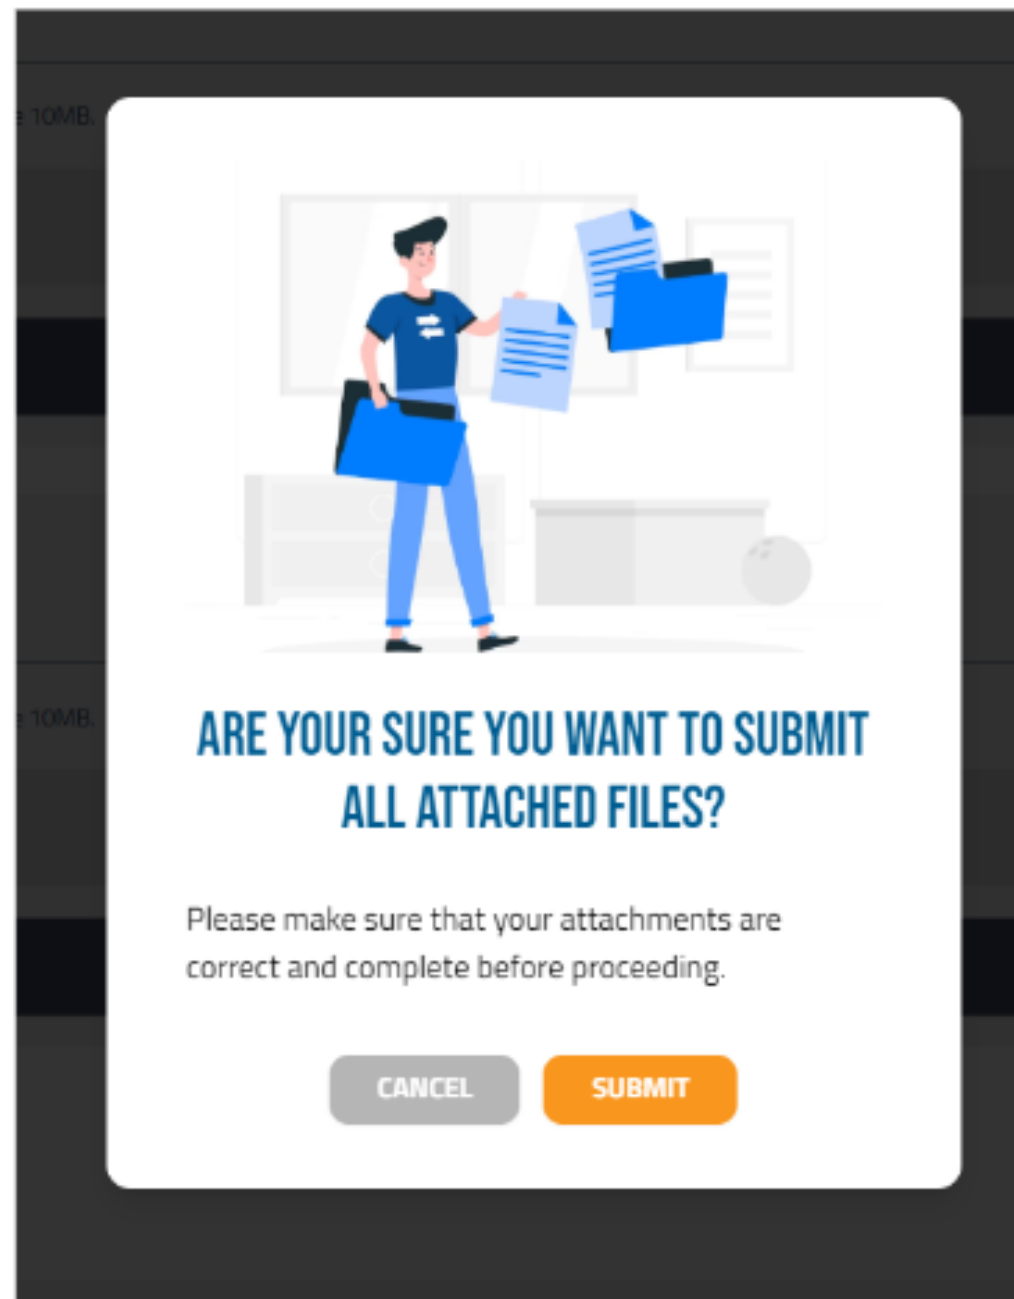 10MB.
ARE YOUR SURE YOU WANT TO SUBMIT
ALL ATTACHED FILES?
10MB.
Please make sure that your attachments are
correct and complete before proceeding.
CANCEL SUBMIT